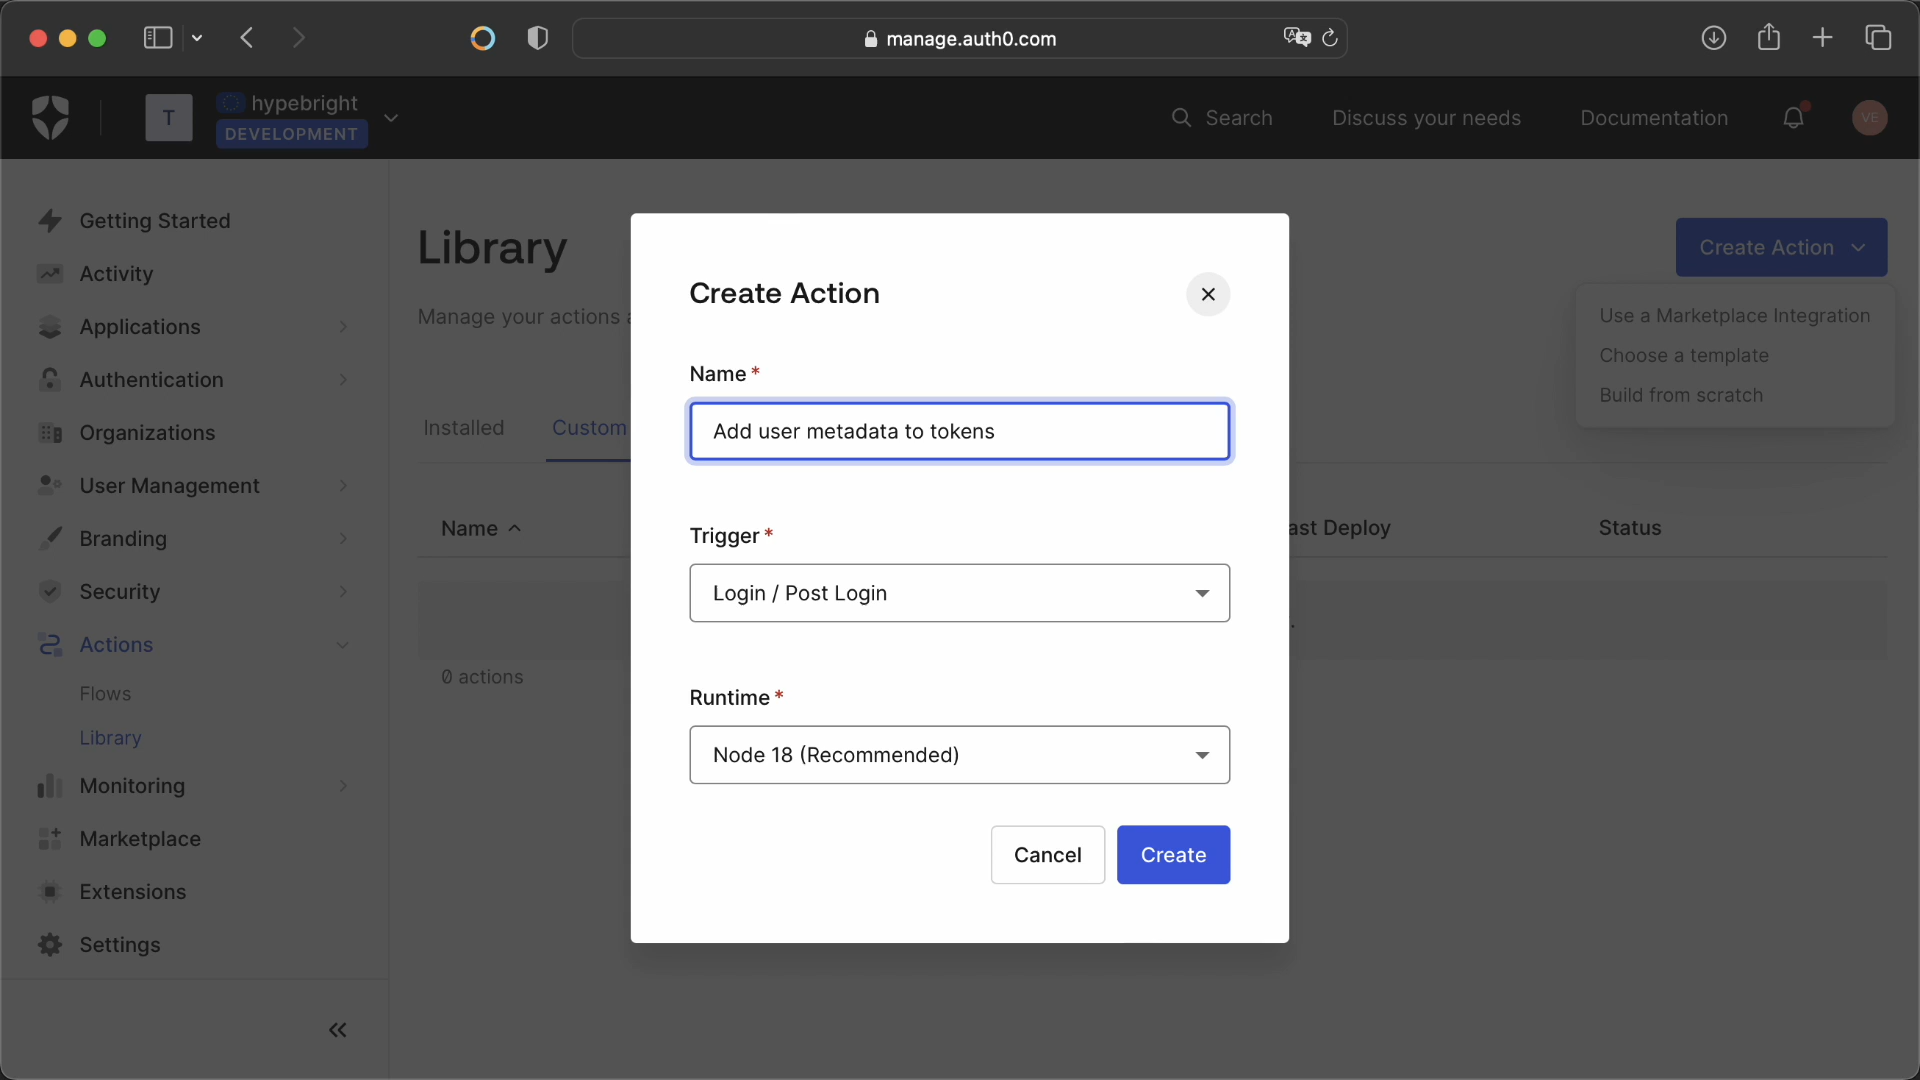 manage.auth0.com
T
hypebright
DEVELOPMENT
Search
Discuss your needs
Documentation
VE
Getting Started
Activity
Applications
Authentication
Organizations
User Management
Branding
Security
Actions
Flows
Library
Monitoring
Marketplace
Extensions
Settings
Library
Manage your actions
Create Action
Use a Marketplace Integration
Choose a template
Build from scratch
Installed
Custom
Name
ast Deploy
Status
0 actions
Create Action
Name *
Add user metadata to tokens
Trigger *
Login / Post Login
Runtime *
Node 18 (Recommended)
Cancel
Create